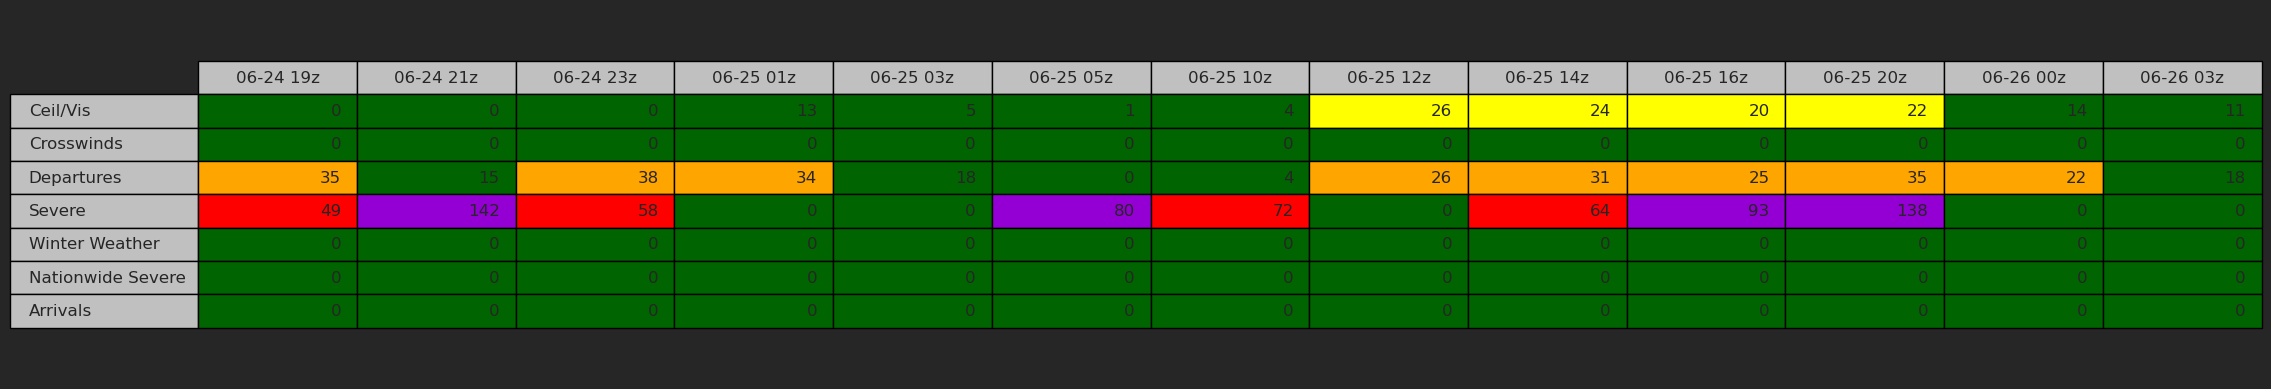 06-24 19z 06-24 21z 06-24 23z 06-25 01z 06-25 03z 06-25 05z 06-25 10z 06-25 12z 06-25 14z 06-25 16z 06-25 20z 06-26 00z 06-26 03z
Ceil/Vis 0 0 0 13 5 1 4 26 24 20 22 14 11
Crosswinds 0 0 0 0 0 0 0 0 0 0 0 0 0
Departures 35 15 38 34 18 0 4 26 31 25 35 22 18
Severe 49 142 58 0 0 80 72 0 64 93 138 0 0
Winter Weather 0 0 0 0 0 0 0 0 0 0 0 0 0
Nationwide Severe 0 0 0 0 0 0 0 0 0 0 0 0 0
Arrivals 0 0 0 0 0 0 0 0 0 0 0 0 0